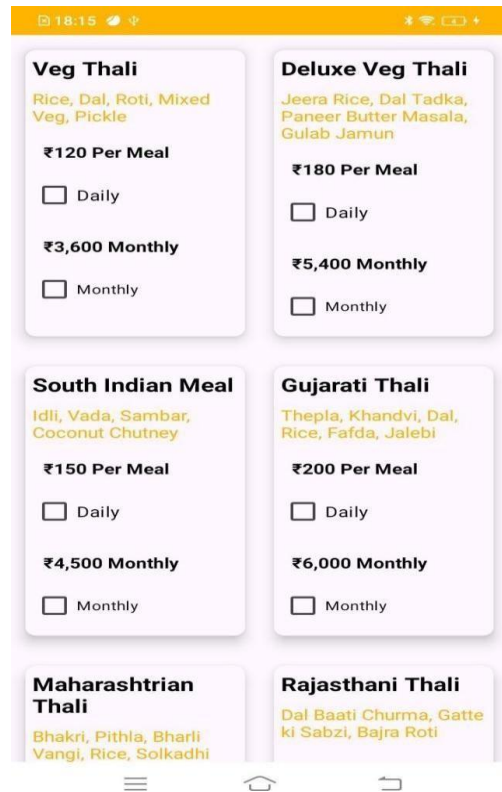 18:15
Veg Thali
Rice, Dal, Roti, Mixed
Veg, Pickle
₹120 Per Meal
Daily
₹3,600 Monthly
Monthly
Deluxe Veg Thali
Jeera Rice, Dal Tadka,
Paneer Butter Masala,
Gulab Jamun
₹180 Per Meal
Daily
₹5,400 Monthly
Monthly
South Indian Meal
Idli, Vada, Sambar,
Coconut Chutney
₹150 Per Meal
Daily
₹4,500 Monthly
Monthly
Gujarati Thali
Thepla, Khandvi, Dal,
Rice, Fafda, Jalebi
₹200 Per Meal
Daily
₹6,000 Monthly
Monthly
Maharashtrian
Thali
Bhakri, Pithla, Bharli
Vangi, Rice, Solkadhi
Rajasthani Thali
Dal Baati Churma, Gatte
ki Sabzi, Bajra Roti